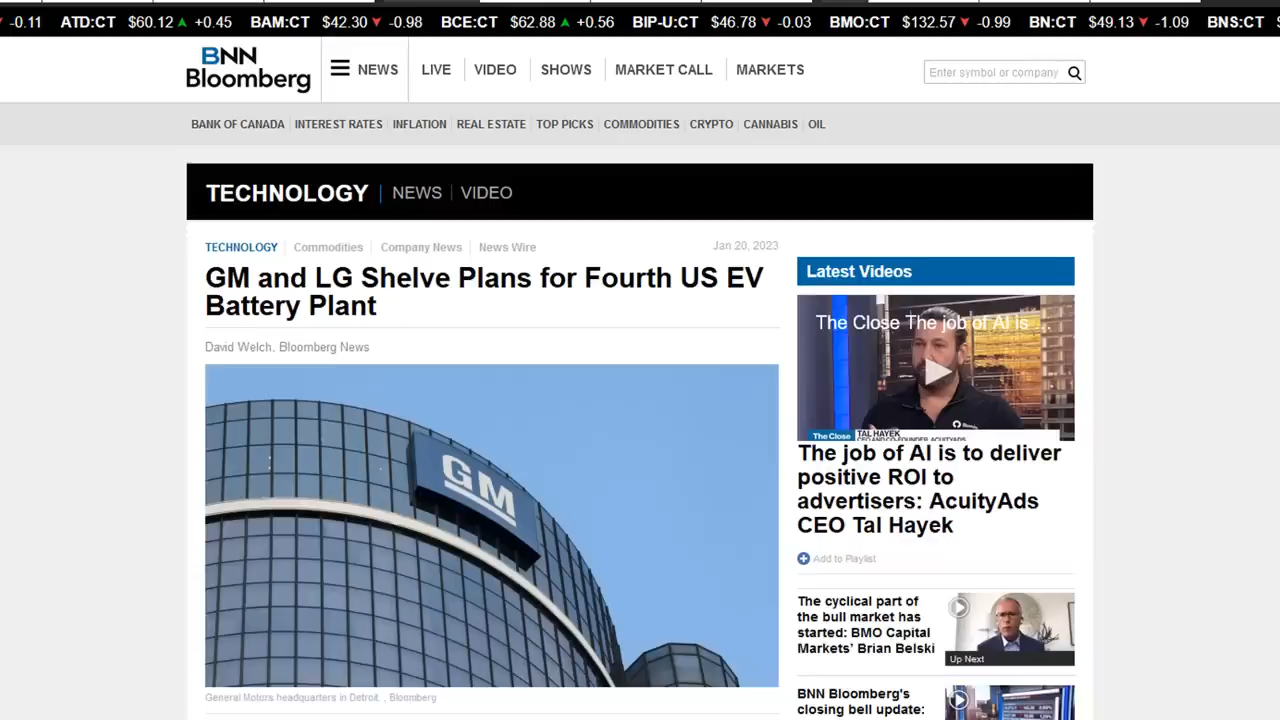 -0.11 ATD:CT $60.12 +0.45 BAM:CT $42.30 -0.98 BCE:CT $62.88 +0.56 BIP-U:CT $46.78 -0.03 BMO:CT $132.57 -0.99 BN:CT $49.13 -1.09 BNS:CT
BNN
Bloomberg
NEWS LIVE VIDEO SHOWS MARKET CALL MARKETS
Enter symbol or company
BANK OF CANADA INTEREST RATES INFLATION REAL ESTATE TOP PICKS COMMODITIES CRYPTO CANNABIS OIL
TECHNOLOGY | NEWS | VIDEO
TECHNOLOGY Commodities Company News News Wire Jan 20, 2023
GM and LG Shelve Plans for Fourth US EV
Battery Plant
David Welch, Bloomberg News
GM
General Motors headquarters in Detroit. , Bloomberg
Latest Videos
The Close The job of AI is ...
The Close TAL HAYEK
CEO AND CO-FOUNDER, ACUITYADS
The job of AI is to deliver
positive ROI to
advertisers: AcuityAds
CEO Tal Hayek
Add to Playlist
The cyclical part of
the bull market has
started: BMO Capital
Markets' Brian Belski
Up Next
BNN Bloomberg's
closing bell update: